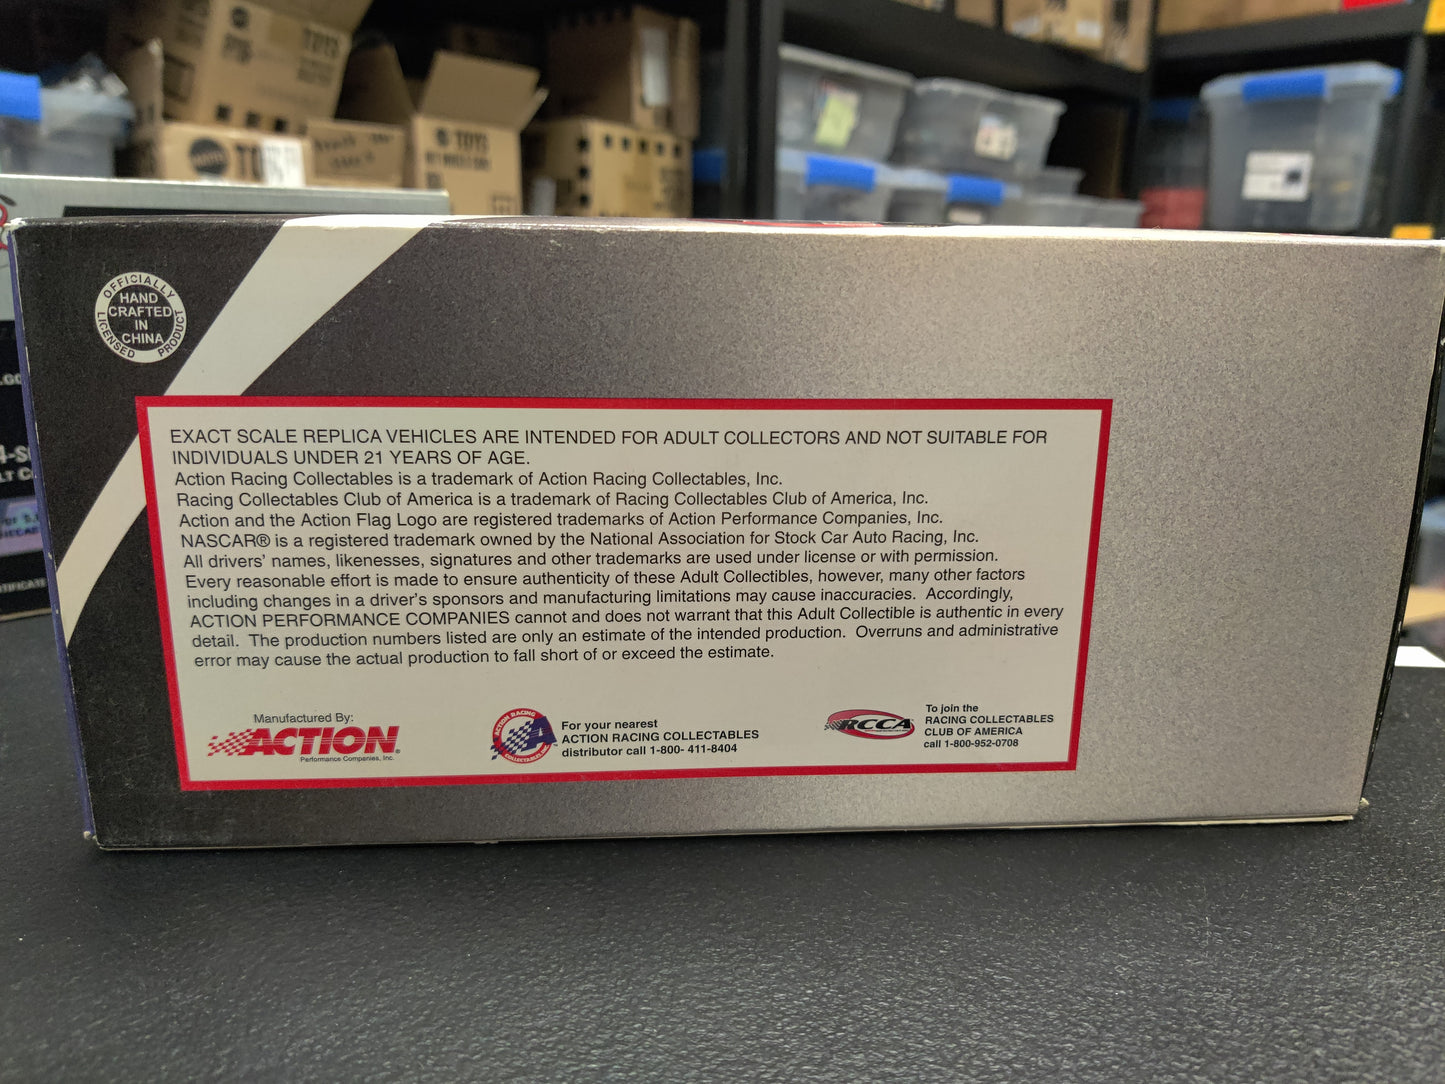 TOYS
TOYS
OFFICIALLY
LICENSED PRODUCT
HAND
CRAFTED
IN
CHINA
EXACT SCALE REPLICA VEHICLES ARE INTENDED FOR ADULT COLLECTORS AND NOT SUITABLE FOR
INDIVIDUALS UNDER 21 YEARS OF AGE.
Action Racing Collectables is a trademark of Action Racing Collectables, Inc.
Racing Collectables Club of America is a trademark of Racing Collectables Club of America, Inc.
Action and the Action Flag Logo are registered trademarks of Action Performance Companies, Inc.
NASCAR® is a registered trademark owned by the National Association for Stock Car Auto Racing, Inc.
All drivers' names, likenesses, signatures and other trademarks are used under license or with permission.
Every reasonable effort is made to ensure authenticity of these Adult Collectibles, however, many other factors
including changes in a driver's sponsors and manufacturing limitations may cause inaccuracies. Accordingly,
ACTION PERFORMANCE COMPANIES cannot and does not warrant that this Adult Collectible is authentic in every
detail. The production numbers listed are only an estimate of the intended production. Overruns and administrative
error may cause the actual production to fall short of or exceed the estimate.
Manufactured By:
ACTION®
Performance Companies, Inc.
ACTION RACING
COLLECTABLES, INC.
For your nearest
ACTION RACING COLLECTABLES
distributor call 1-800- 411-8404
RCCA
To join the
RACING COLLECTABLES
CLUB OF AMERICA
call 1-800-952-0708